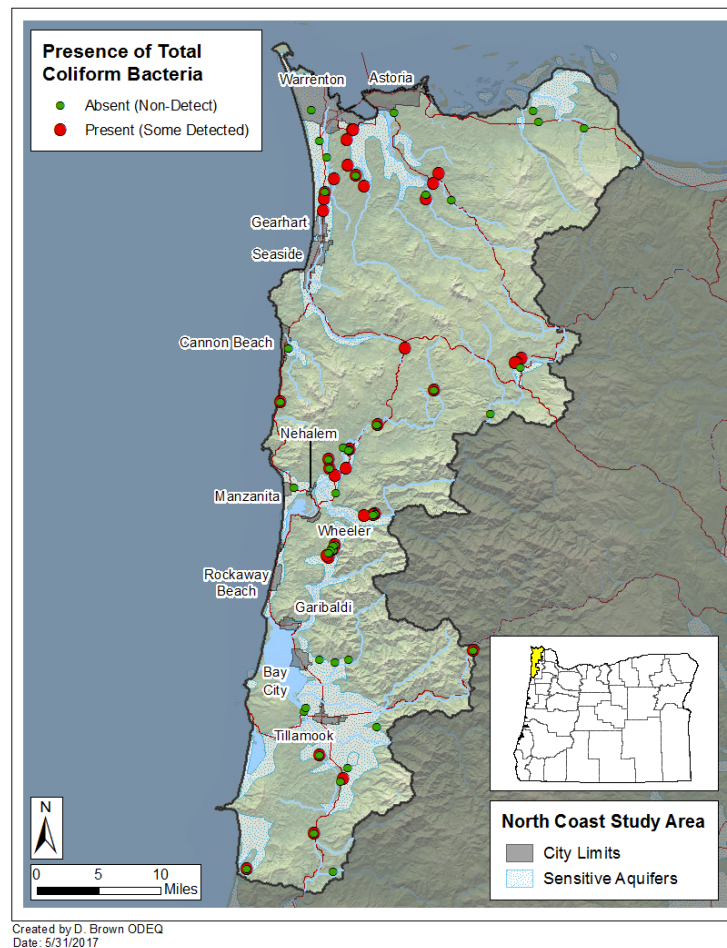 Presence of Total
Coliform Bacteria
Absent (Non-Detect)
Present (Some Detected)
Warrenton
Astoria
Gearhart
Seaside
Cannon Beach
Nehalem
Manzanita
Wheeler
Rockaway
Beach
Garibaldi
Bay
City
Tillamook
N
0 5 10
Miles
North Coast Study Area
City Limits
Sensitive Aquifers
Created by D. Brown ODEQ
Date: 5/31/2017